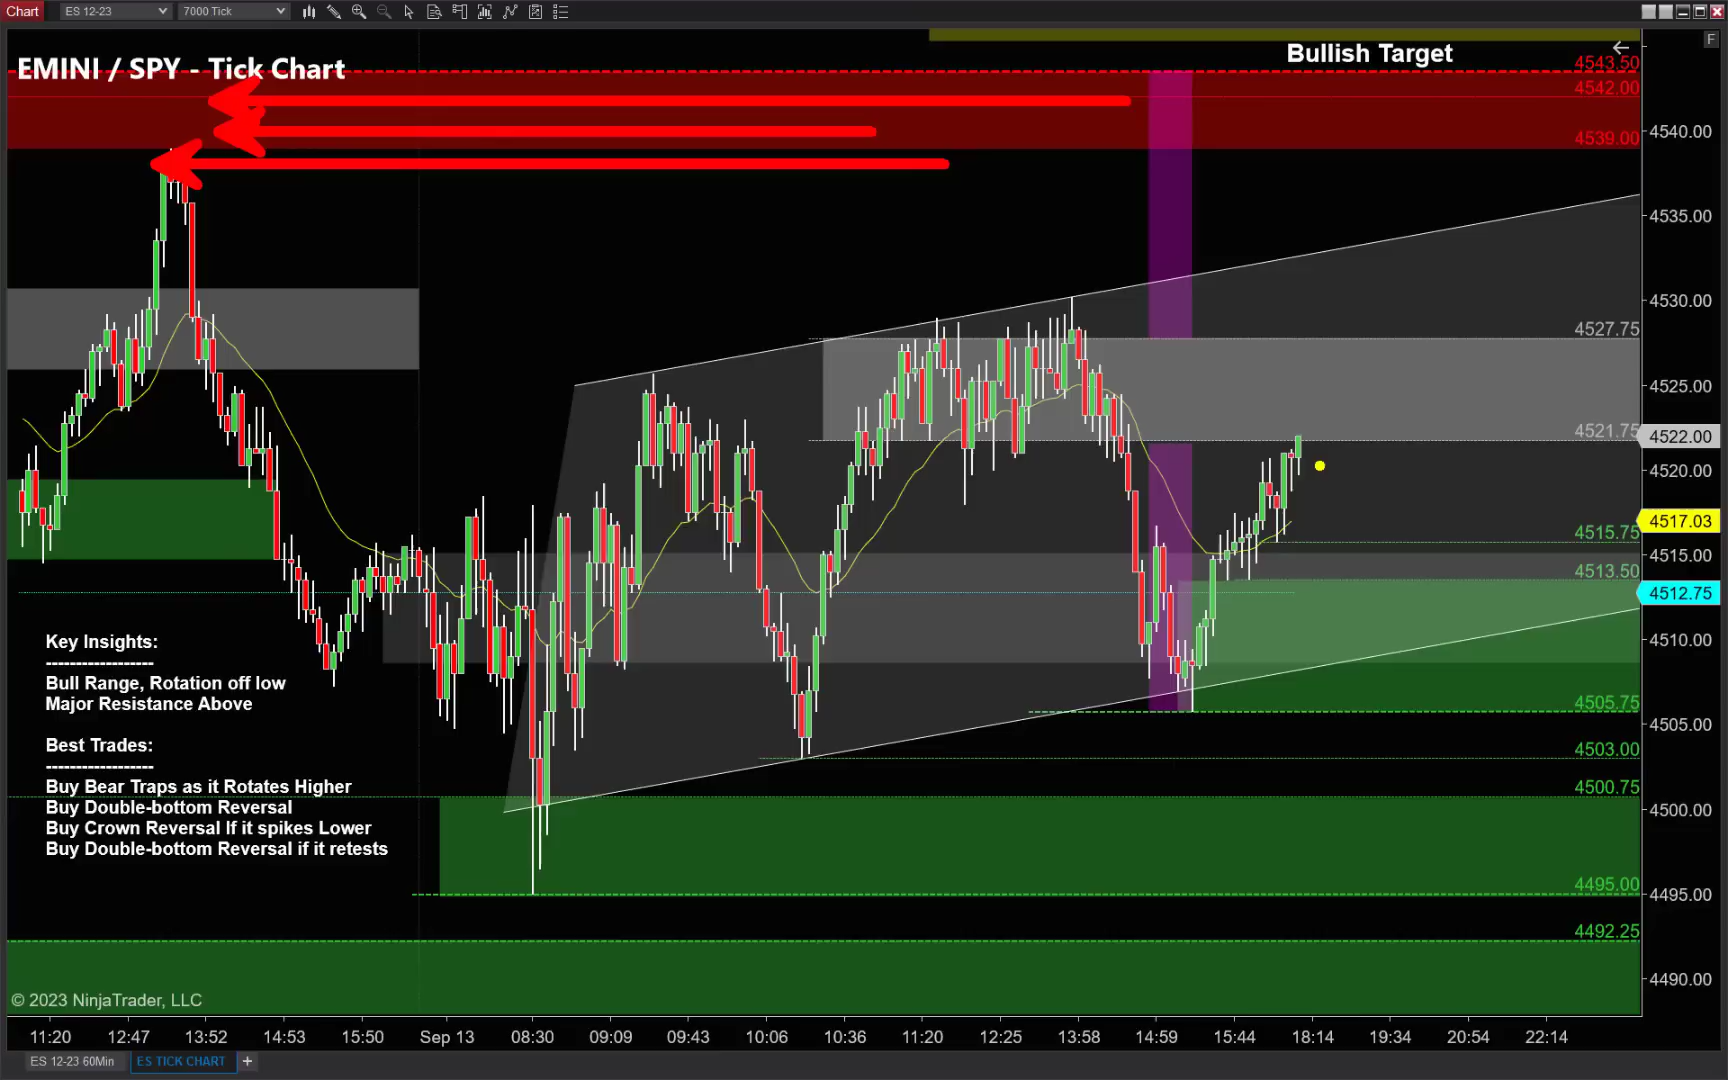 Chart
ES 12-23
7000 Tick
F
EMINI / SPY - Tick Chart
Bullish Target
4543.50
4542.00
4539.00
4527.75
4521.75
4515.75
4513.50
4505.75
4503.00
4500.75
4495.00
4492.25
4540.00
4535.00
4530.00
4525.00
4522.00
4520.00
4517.03
4515.00
4512.75
4510.00
4505.00
4500.00
4495.00
4490.00
Key Insights:
------------------
Bull Range, Rotation off low
Major Resistance Above
Best Trades:
------------------
Buy Bear Traps as it Rotates Higher
Buy Double-bottom Reversal
Buy Crown Reversal If it spikes Lower
Buy Double-bottom Reversal if it retests
© 2023 NinjaTrader, LLC
11:20 12:47 13:52 14:53 15:50 Sep 13 08:30 09:09 09:43 10:06 10:36 11:20 12:25 13:58 14:59 15:44 18:14 19:34 20:54 22:14
ES 12-23 60Min
ES TICK CHART
+